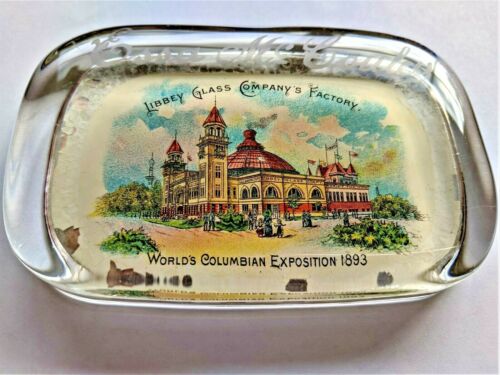 LIBBEY GLASS COMPANY'S FACTORY.
WORLD'S COLUMBIAN EXPOSITION 1893